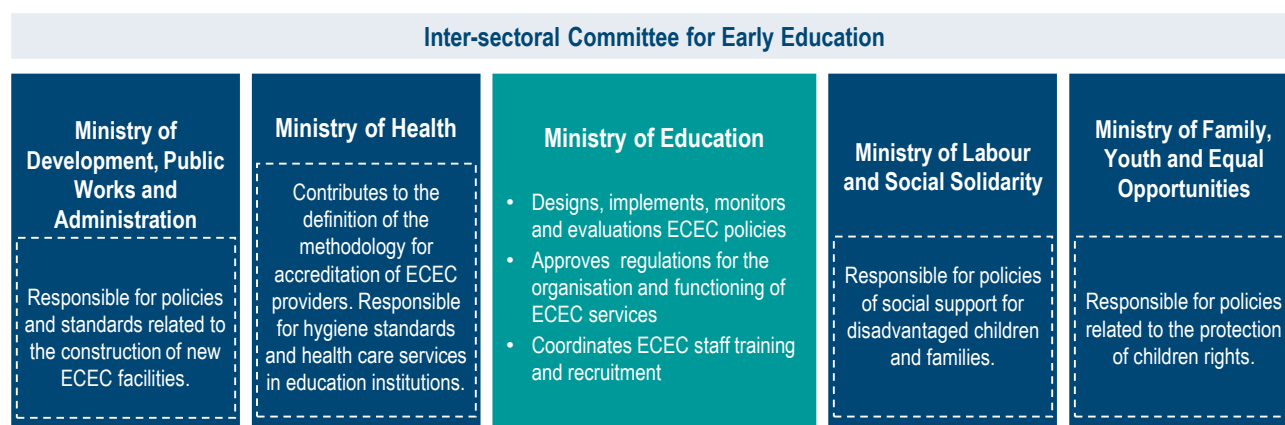 Inter-sectoral Committee for Early Education
Ministry of
Development, Public
Works and
Administration
Responsible for policies
and standards related to
the construction of new
ECEC facilities.
Ministry of Health
Contributes to the
definition of the
methodology for
accreditation of ECEC
providers. Responsible
for hygiene standards
and health care services
in education institutions.
Ministry of Education
• Designs, implements, monitors
and evaluations ECEC policies
• Approves regulations for the
organisation and functioning of
ECEC services
• Coordinates ECEC staff training
and recruitment
Ministry of Labour
and Social Solidarity
Responsible for policies
of social support for
disadvantaged children
and families.
Ministry of Family,
Youth and Equal
Opportunities
Responsible for policies
related to the protection
of children rights.